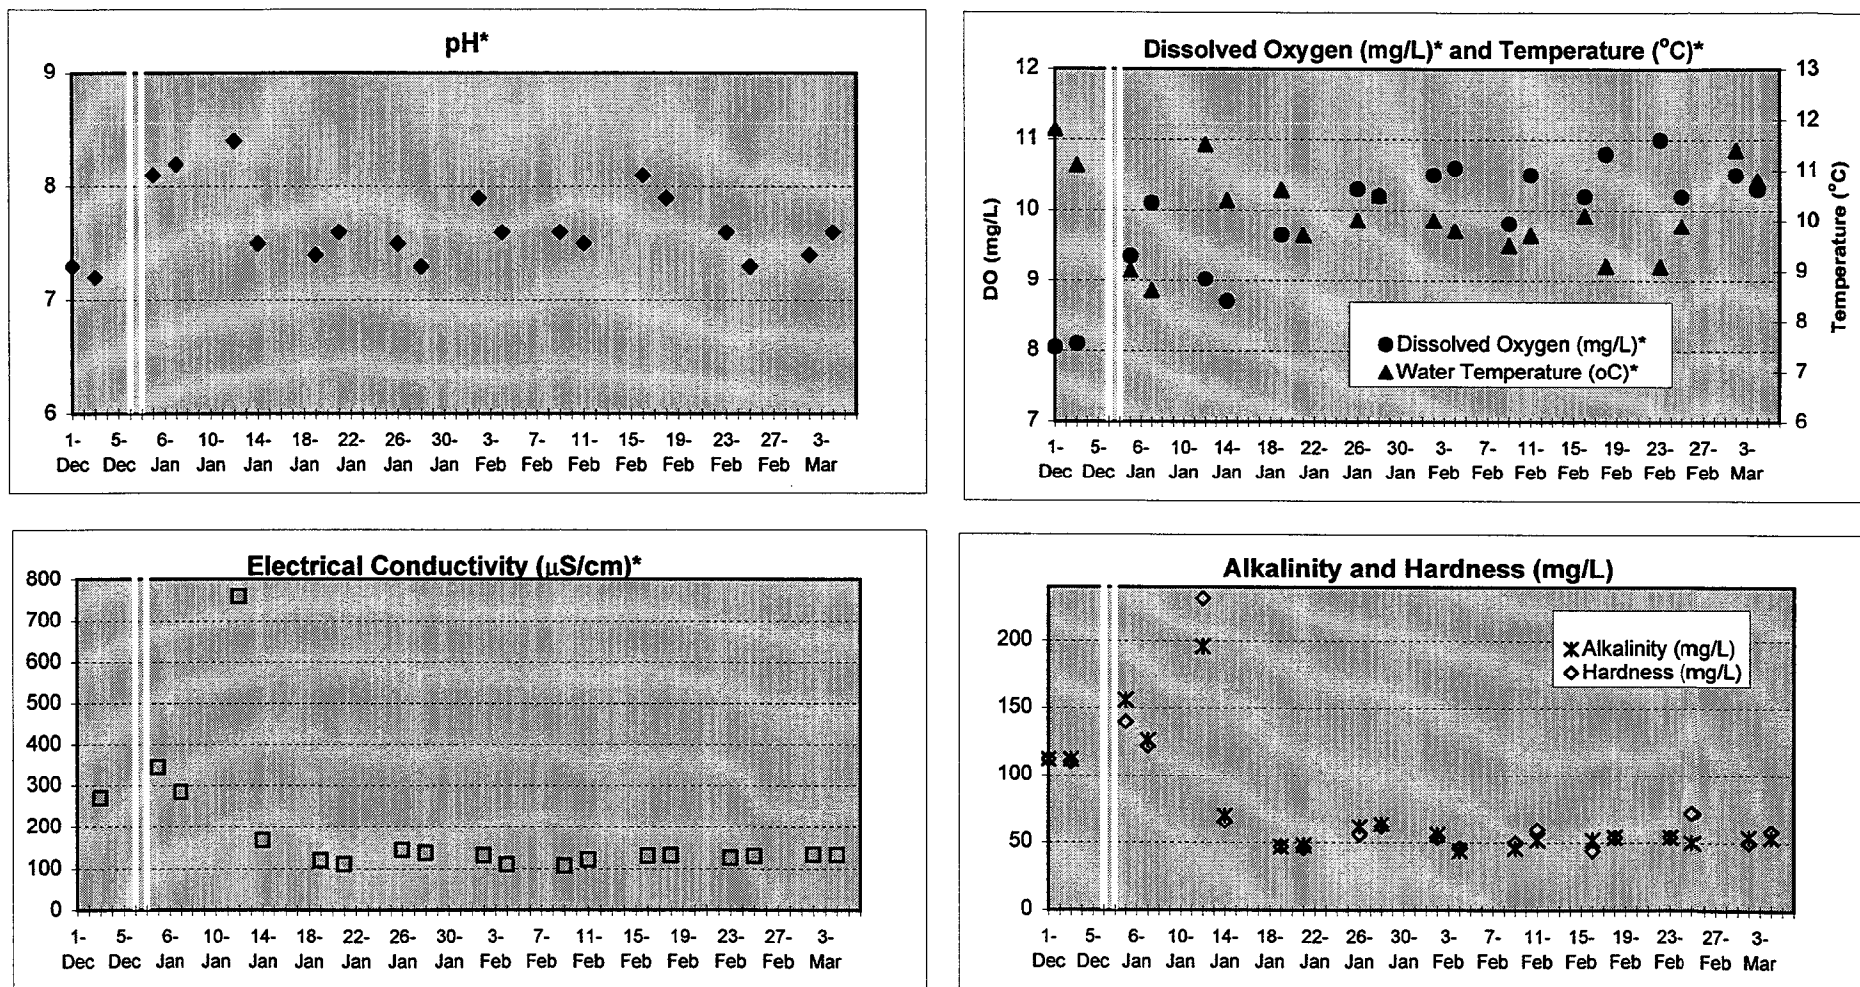 pH*
9
8
7
6
1- 5- 6- 10- 14- 18- 22- 26- 30- 3- 7- 11- 15- 19- 23- 27- 3-
Dec Dec Jan Jan Jan Jan Jan Jan Jan Feb Feb Feb Feb Feb Feb Feb Mar
Dissolved Oxygen (mg/L)* and Temperature (°C)*
12
11
10
9
8
7
DO (mg/L)
13
12
11
10
9
8
7
6
Temperature (°C)
Dissolved Oxygen (mg/L)*
Water Temperature (oC)*
1- 5- 6- 10- 14- 18- 22- 26- 30- 3- 7- 11- 15- 19- 23- 27- 3-
Dec Dec Jan Jan Jan Jan Jan Jan Jan Feb Feb Feb Feb Feb Feb Feb Mar
Electrical Conductivity (µS/cm)*
800
700
600
500
400
300
200
100
0
1- 5- 6- 10- 14- 18- 22- 26- 30- 3- 7- 11- 15- 19- 23- 27- 3-
Dec Dec Jan Jan Jan Jan Jan Jan Jan Feb Feb Feb Feb Feb Feb Feb Mar
Alkalinity and Hardness (mg/L)
200
150
100
50
0
Alkalinity (mg/L)
Hardness (mg/L)
1- 5- 6- 10- 14- 18- 22- 26- 30- 3- 7- 11- 15- 19- 23- 27- 3-
Dec Dec Jan Jan Jan Jan Jan Jan Jan Feb Feb Feb Feb Feb Feb Feb Mar